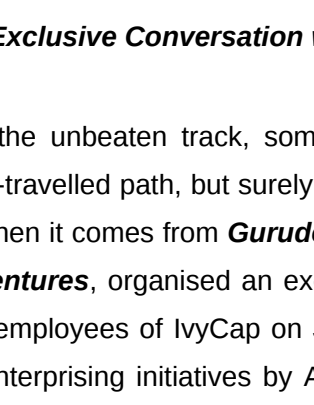 Exclusive Conversation
the unbeaten track, som
-travelled path, but surely
hen it comes from Gurud
entures, organised an ex
employees of IvyCap on
nterprising initiatives by A